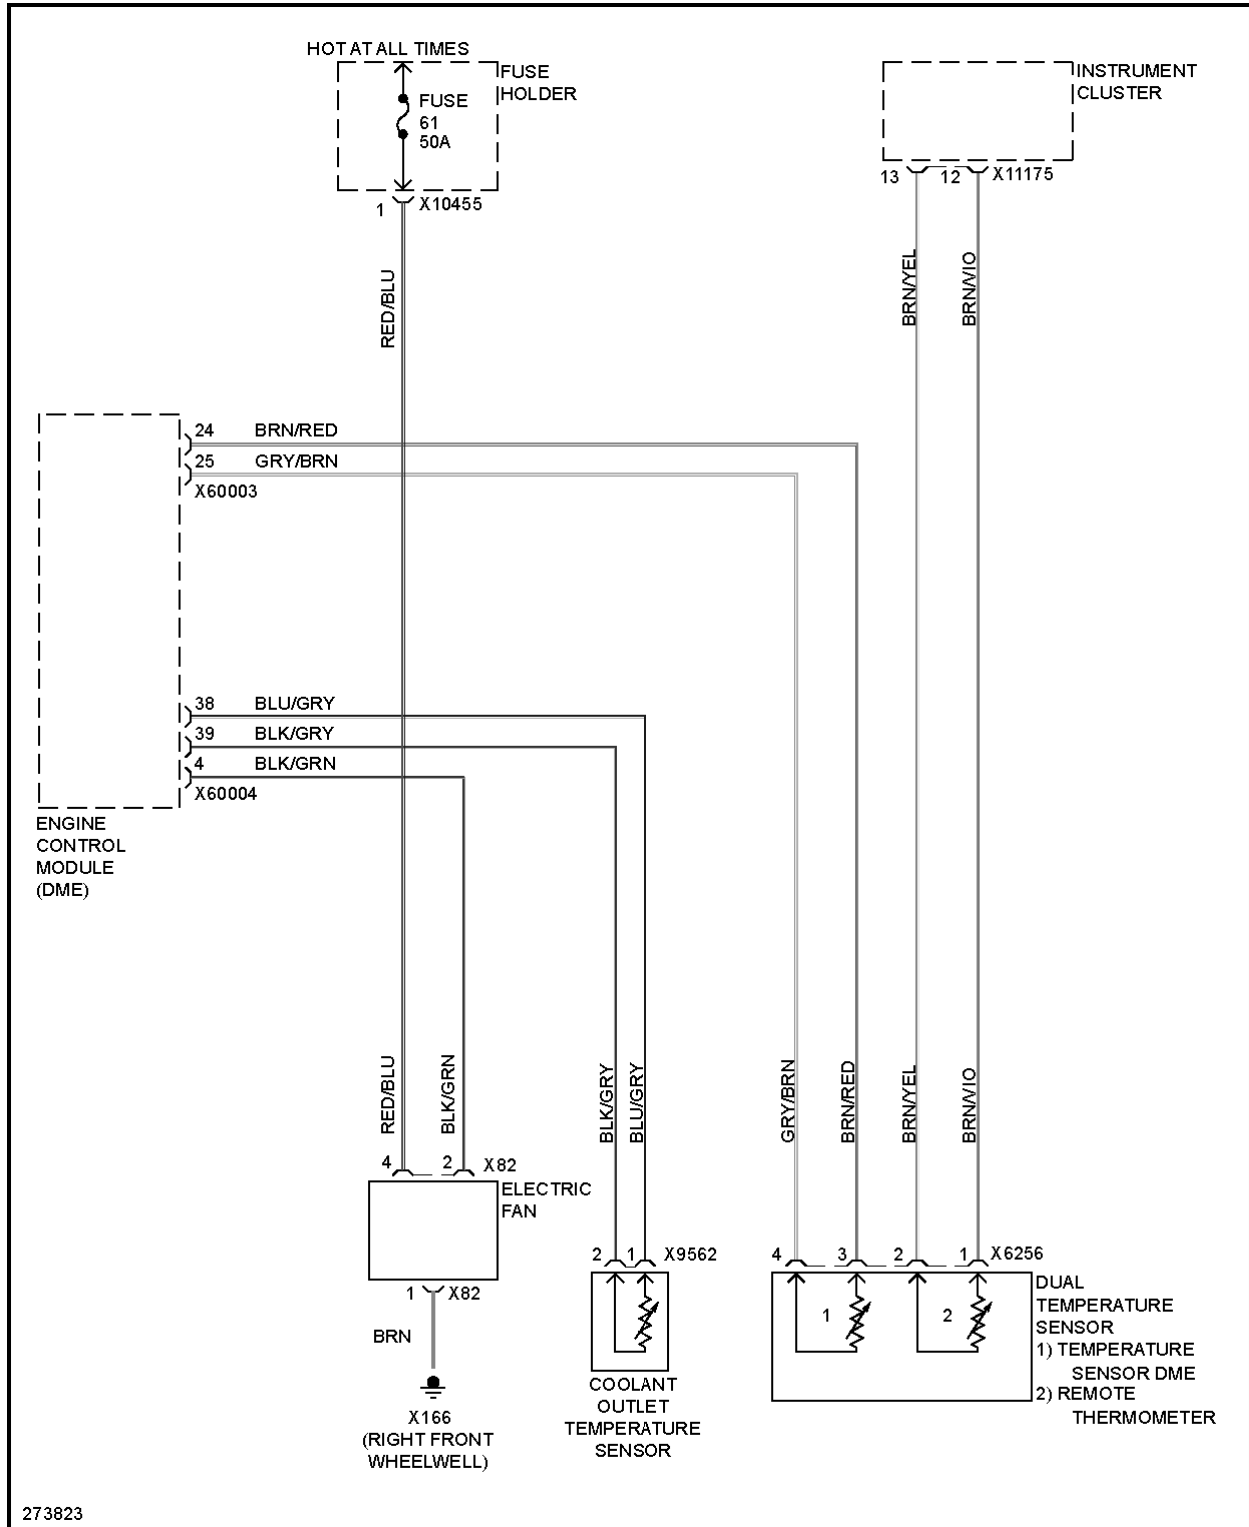 HOT AT ALL TIMES
FUSE
HOLDER
FUSE
61
50A
1
X10455
INSTRUMENT
CLUSTER
13
12
X11175
RED/BLU
BRN/YEL
BRN/VIO
24
BRN/RED
25
GRY/BRN
X60003
38
BLU/GRY
39
BLK/GRY
4
BLK/GRN
X60004
ENGINE
CONTROL
MODULE
(DME)
RED/BLU
BLK/GRN
BLK/GRY
BLU/GRY
GRY/BRN
BRN/RED
BRN/YEL
BRN/VIO
4
2
X82
ELECTRIC
FAN
1
X82
BRN
X166
(RIGHT FRONT
WHEELWELL)
2
1
X9562
COOLANT
OUTLET
TEMPERATURE
SENSOR
4
3
2
1
X6256
1
2
DUAL
TEMPERATURE
SENSOR
1) TEMPERATURE
SENSOR DME
2) REMOTE
THERMOMETER
273823